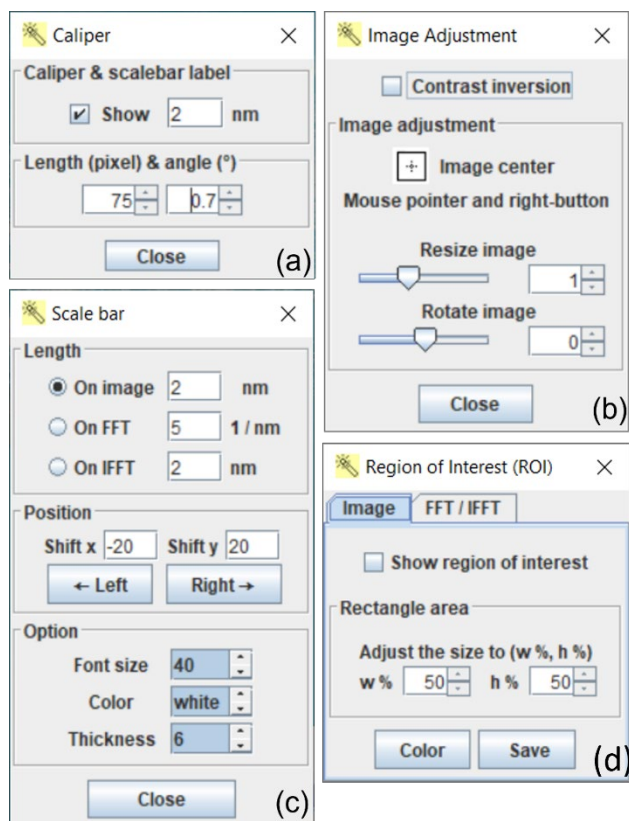 Caliper
Caliper & scalebar label
Show 2 nm
Length (pixel) & angle (°)
75 0.7
Close
(a)
Image Adjustment
Contrast inversion
Image adjustment
Image center
Mouse pointer and right-button
Resize image
1
Rotate image
0
Close
(b)
Scale bar
Length
On image 2 nm
On FFT 5 1 / nm
On IFFT 2 nm
Position
Shift x -20 Shift y 20
← Left Right →
Option
Font size 40
Color white
Thickness 6
Close
(c)
Region of Interest (ROI)
Image FFT / IFFT
Show region of interest
Rectangle area
Adjust the size to (w %, h %)
w % 50 h % 50
Color Save
(d)